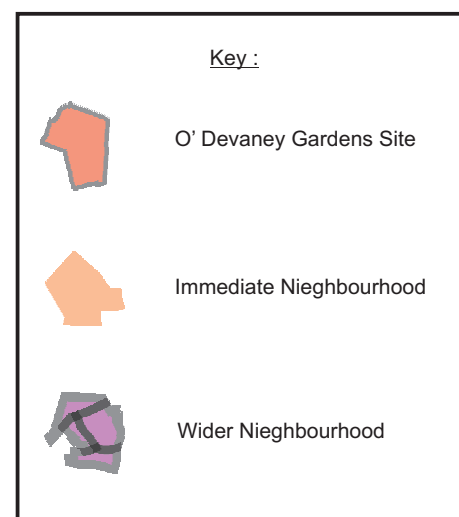 Key :
O' Devaney Gardens Site
Immediate Nieghbourhood
Wider Nieghbourhood